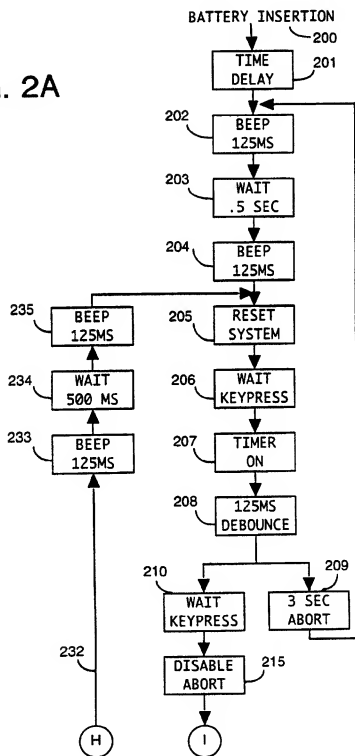 BATTERY INSERTION
200
. 2A
TIME
DELAY
201
202
BEEP
125MS
203
WAIT
.5 SEC
204
BEEP
125MS
235
BEEP
125MS
205
RESET
SYSTEM
234
WAIT
500 MS
206
WAIT
KEYPRESS
233
BEEP
125MS
207
TIMER
ON
208
125MS
DEBOUNCE
210
WAIT
KEYPRESS
209
3 SEC
ABORT
232
DISABLE
ABORT
215
H
I